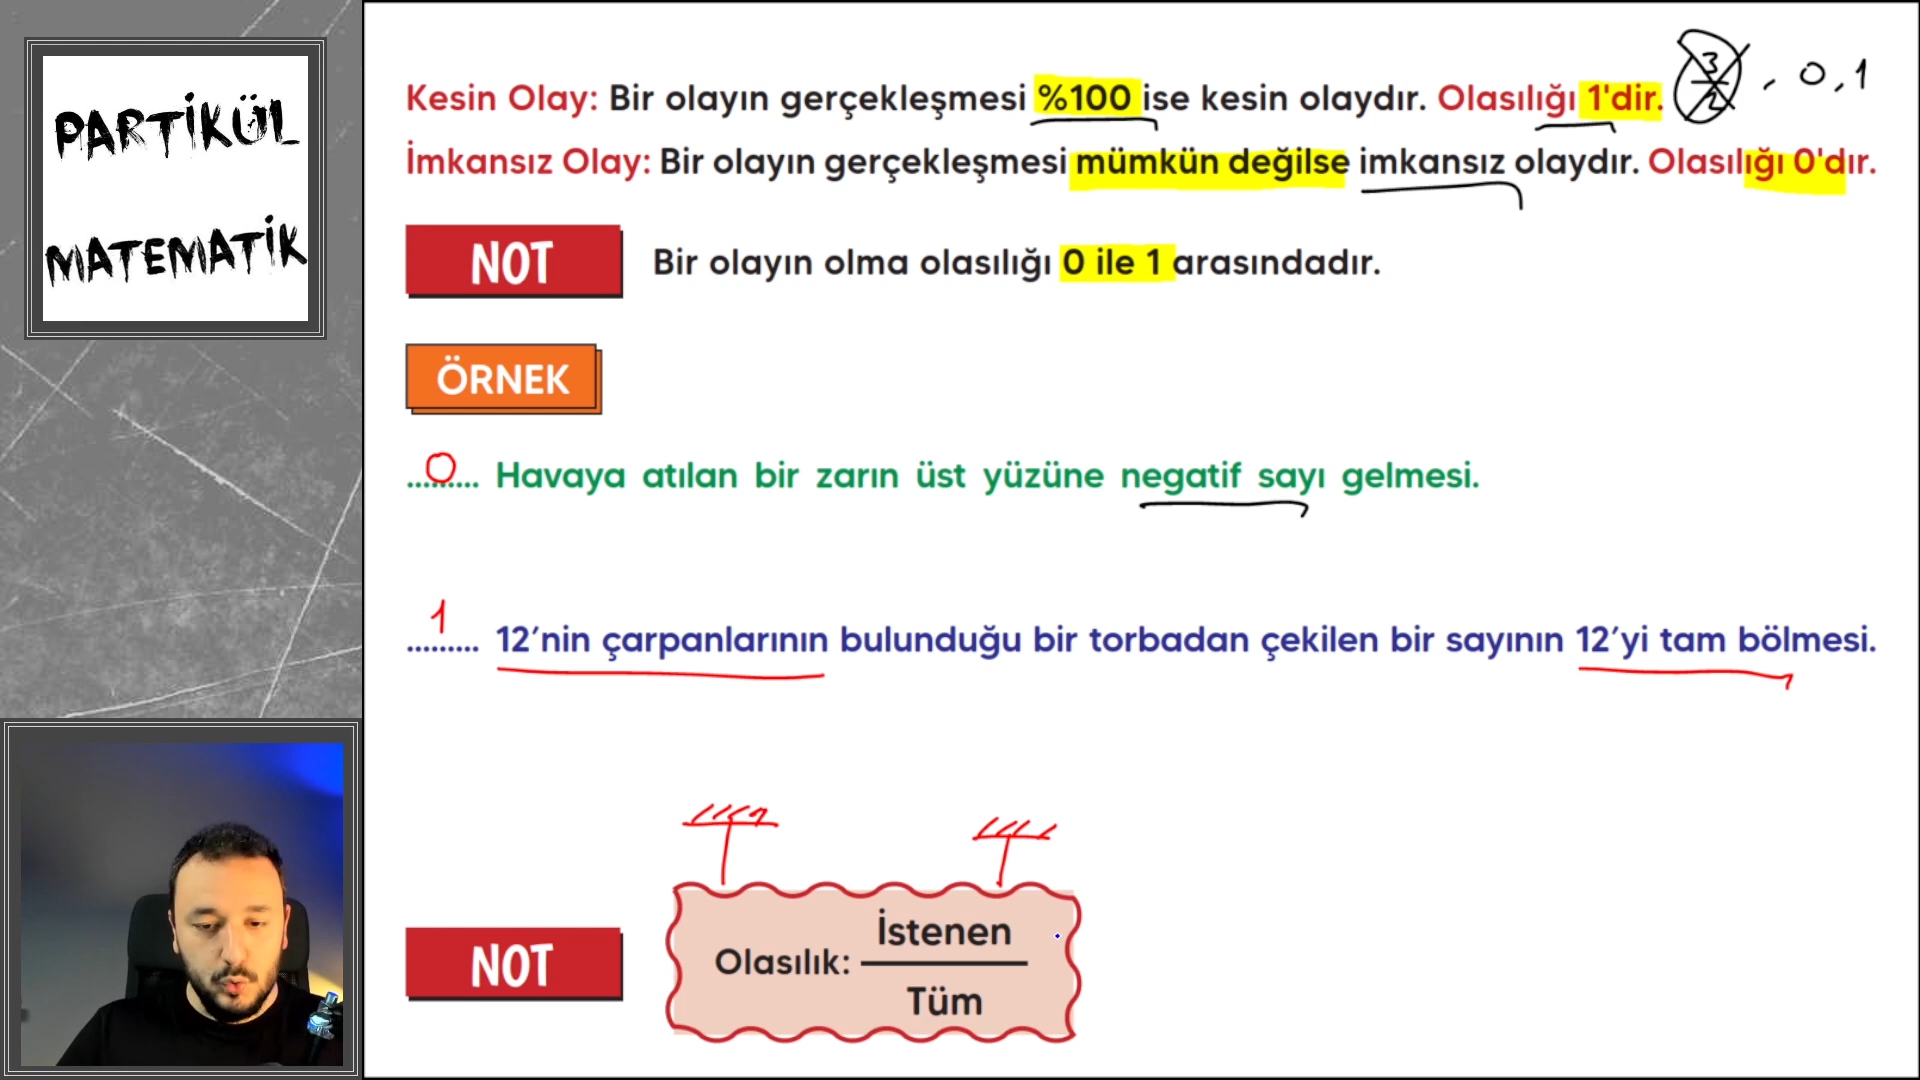 PARTİKÜL
MATEMATİK
Kesin Olay: Bir olayın gerçekleşmesi %100 ise kesin olaydır. Olasılığı 1'dir. 3/2, 0, 1
İmkansız Olay: Bir olayın gerçekleşmesi mümkün değilse imkansız olaydır. Olasılığı 0'dır.
NOT
Bir olayın olma olasılığı 0 ile 1 arasındadır.
ÖRNEK
...0... Havaya atılan bir zarın üst yüzüne negatif sayı gelmesi.
...1... 12'nin çarpanlarının bulunduğu bir torbadan çekilen bir sayının 12'yi tam bölmesi.
NOT
İstenen
Olasılık:
Tüm